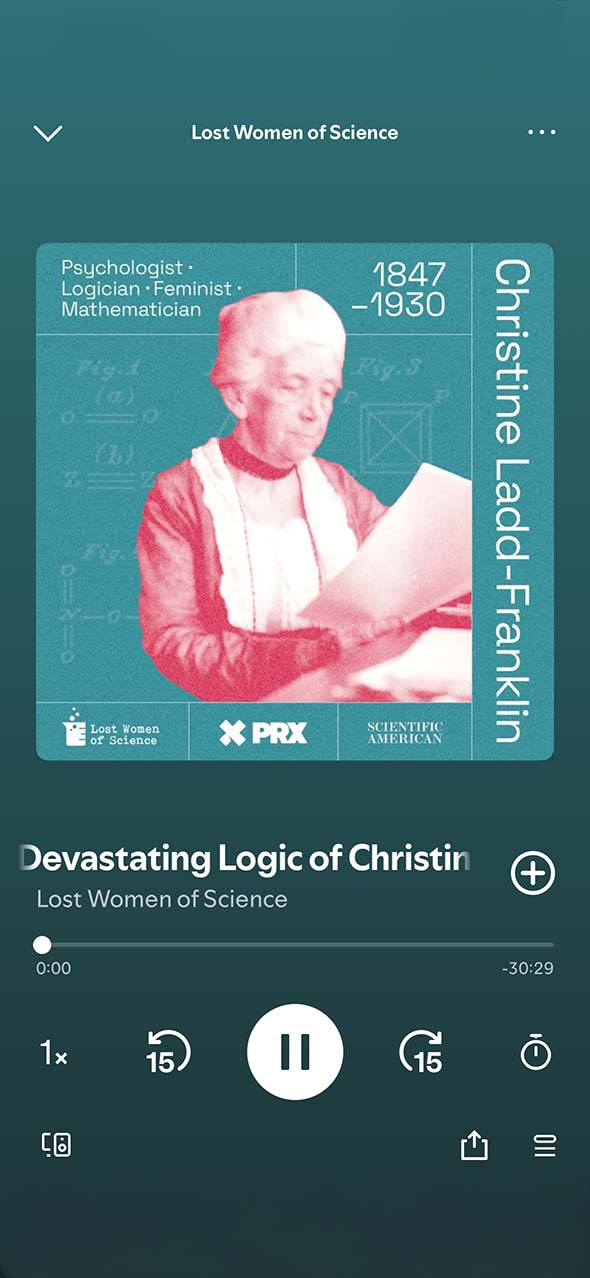 Lost Women of Science
Psychologist ·
Logician · Feminist ·
Mathematician
1847
–1930
Christine Ladd-Franklin
Fig.1
(a)
O
O
Fig.3
P
P
(b)
Z
Z
Fig.
O
N
O
O
Lost Women
of Science
PRX
SCIENTIFIC
AMERICAN
Devastating Logic of Christin
Lost Women of Science
0:00
-30:29
1×
15
15